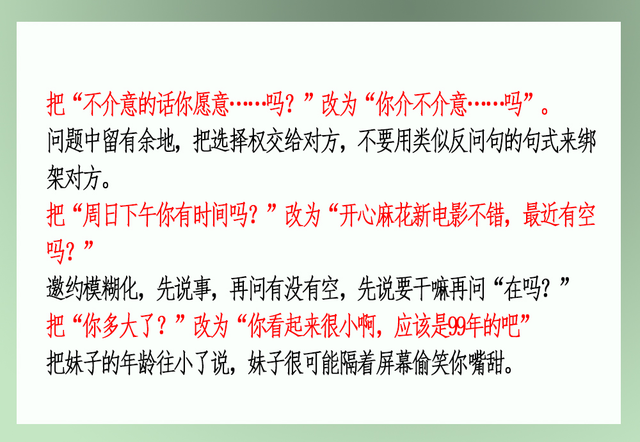 把“不介意的话你愿意……吗？”改为“你介不介意……吗”。
问题中留有余地，把选择权交给对方，不要用类似反问句的句式来绑
架对方。
把“周日下午你有时间吗？”改为“开心麻花新电影不错，最近有空
吗？”
邀约模糊化，先说事，再问有没有空，先说要干嘛再问“在吗？”
把“你多大了？”改为“你看起来很小啊，应该是99年的吧”
把妹子的年龄往小了说，妹子很可能隔着屏幕偷笑你嘴甜。